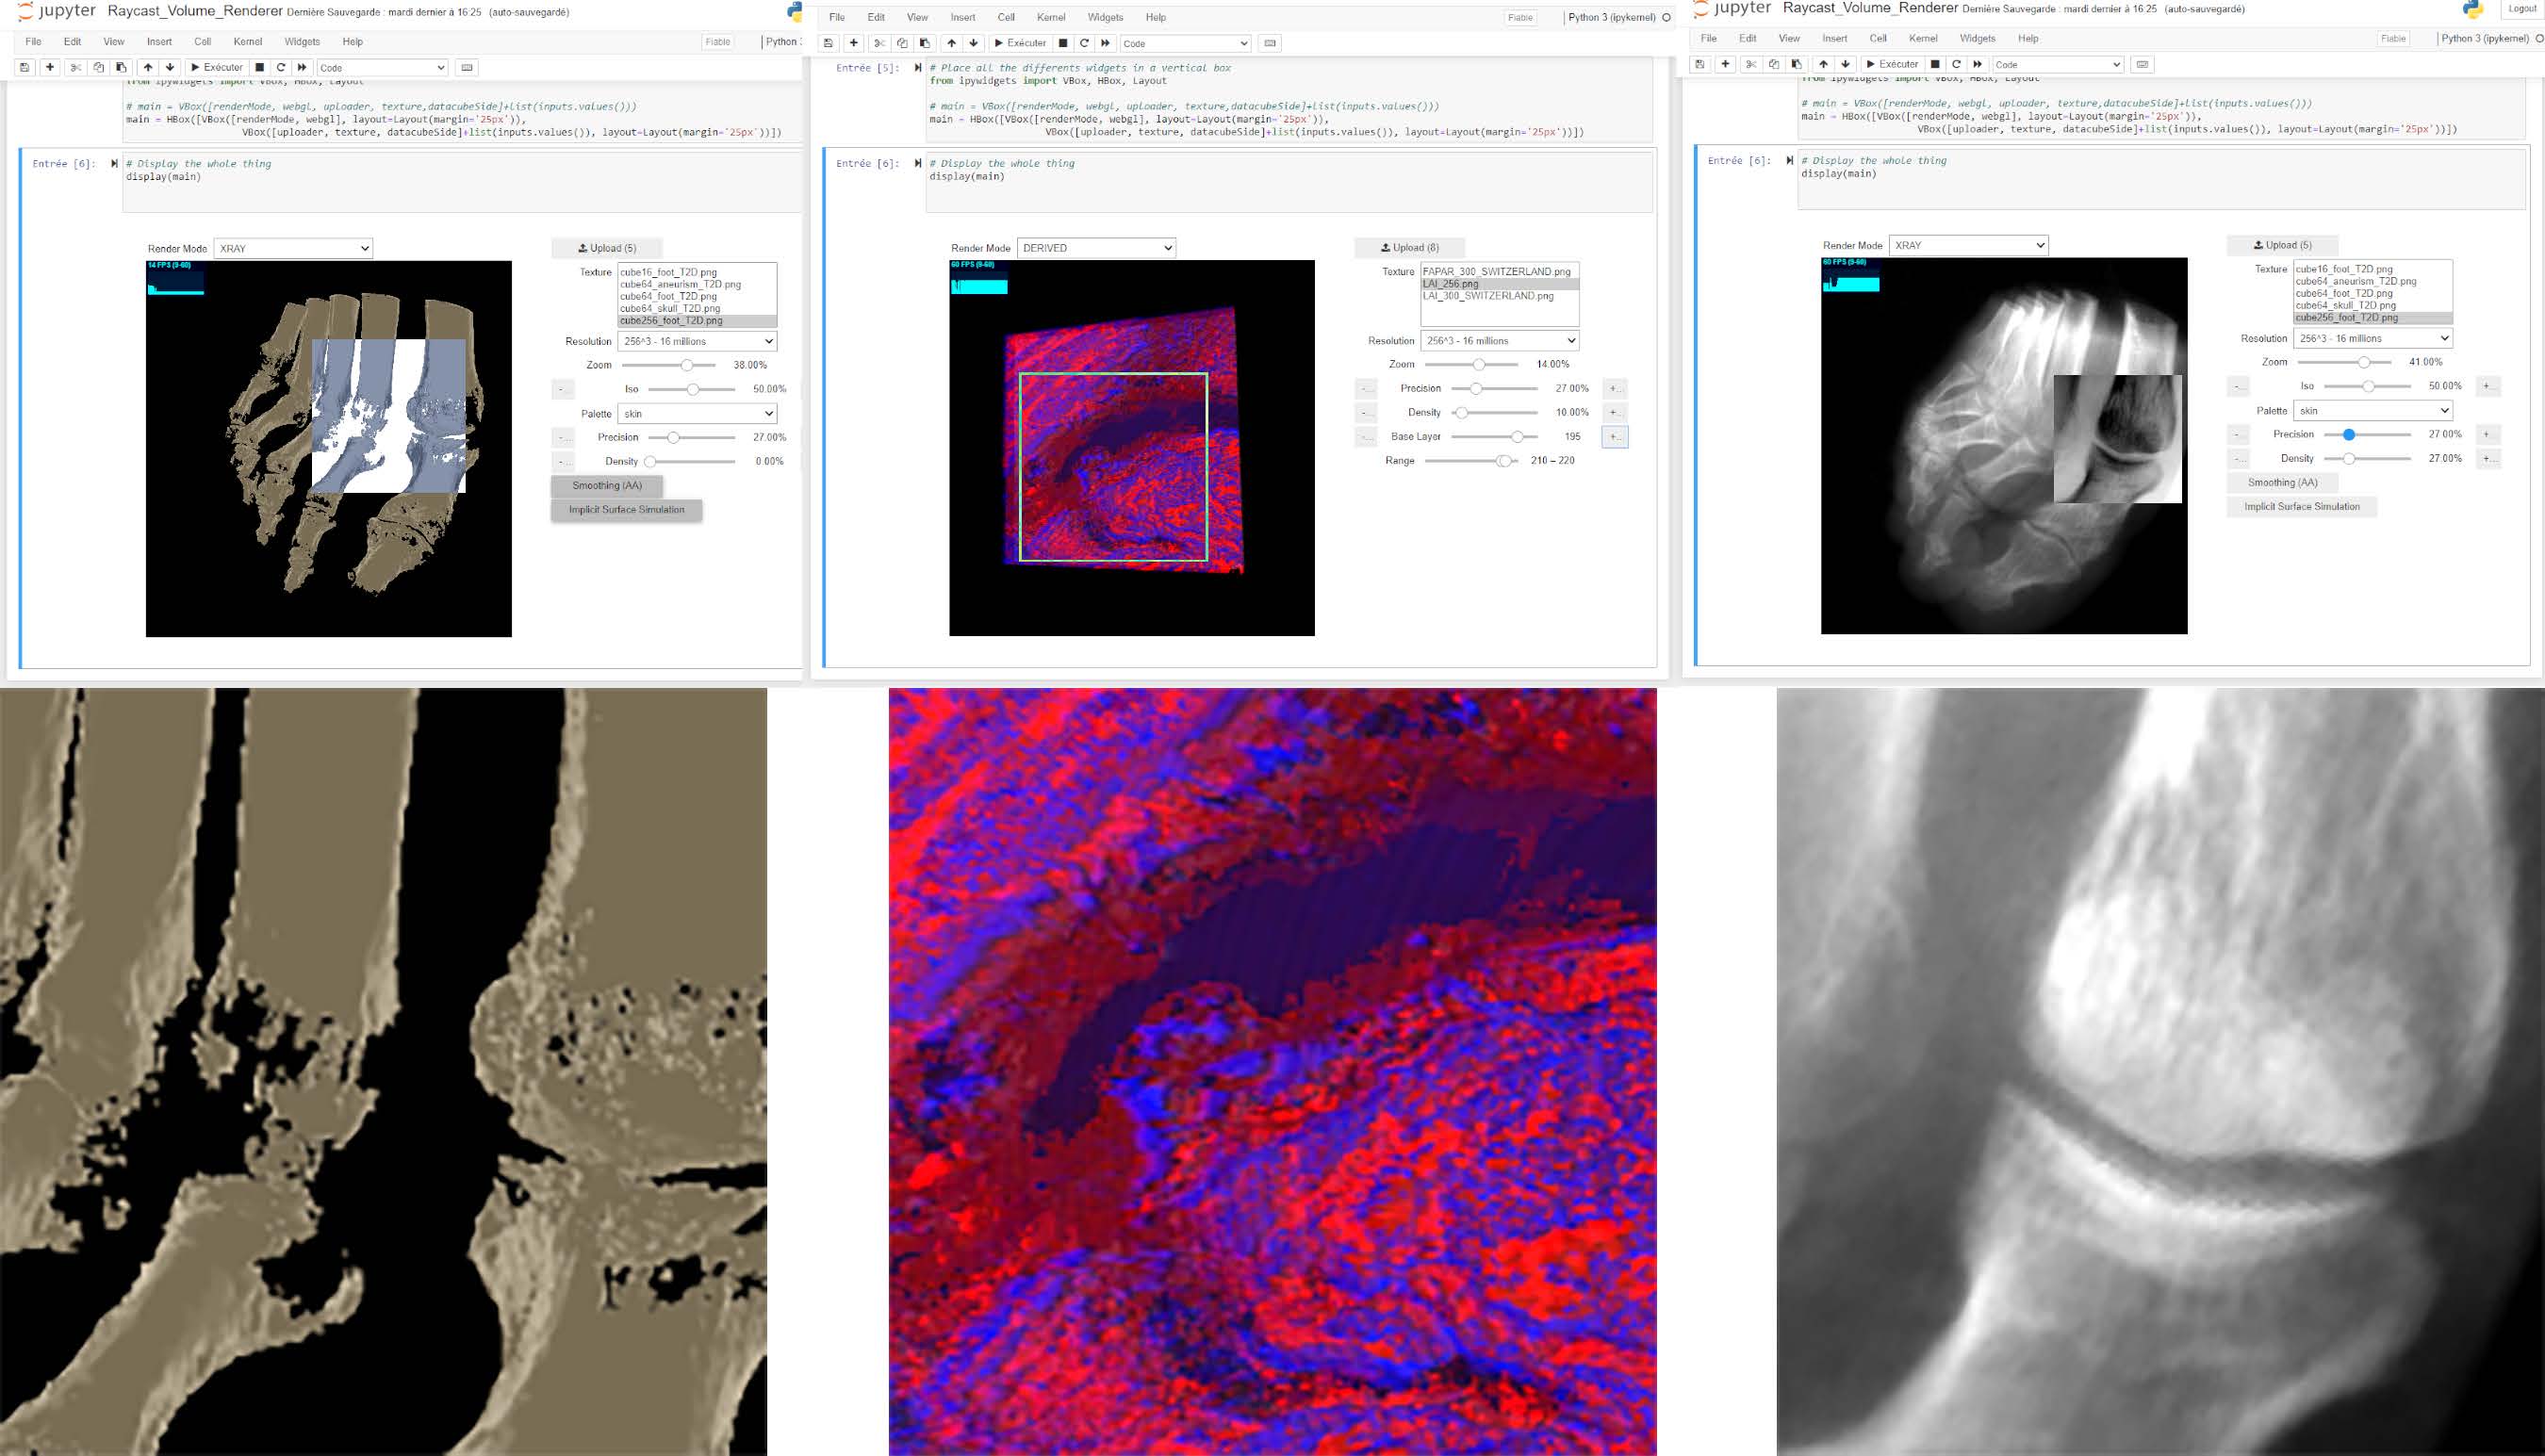 jupyter Raycast_Volume_Renderer Dernière Sauvegarde : mardi dernier à 16:25 (auto-sauvegardé)
File Edit View Insert Cell Kernel Widgets Help Fiable Python
Exécuter Code
from ipywidgets import VBox, HBox, Layout
# main = VBox([renderMode, webgl, uploader, texture,datacubeSide]+list(inputs.values()))
main = HBox([VBox([renderMode, webgl], layout=Layout(margin='25px')),
VBox([uploader, texture, datacubeSide]+list(inputs.values()), layout=Layout(margin='25px'))])
Entrée [6]: # Display the whole thing
display(main)
Render Mode XRAY
Upload (5)
14 FPS (9-60)
Texture cube16_foot_T2D.png
cube64_aneurism_T2D.png
cube64_foot_T2D.png
cube64_skull_T2D.png
cube256_foot_T2D.png
Resolution 256^3 - 16 millions
Zoom 38.00%
-... Iso 50.00%
Palette skin
-... Precision 27.00%
-... Density 0.00%
Smoothing (AA)
Implicit Surface Simulation
File Edit View Insert Cell Kernel Widgets Help Fiable Python 3 (ipykernel)
Exécuter Code
Entrée [5]: # Place all the differents widgets in a vertical box
from ipywidgets import VBox, HBox, Layout
# main = VBox([renderMode, webgl, uploader, texture,datacubeSide]+list(inputs.values()))
main = HBox([VBox([renderMode, webgl], layout=Layout(margin='25px')),
VBox([uploader, texture, datacubeSide]+list(inputs.values()), layout=Layout(margin='25px'))])
Entrée [6]: # Display the whole thing
display(main)
Render Mode DERIVED
Upload (8)
60 FPS (9-60)
Texture FAPAR_300_SWITZERLAND.png
LAI_256.png
LAI_300_SWITZERLAND.png
Resolution 256^3 - 16 millions
Zoom 14.00%
-... Precision 27.00% +...
-... Density 10.00% +...
-... Base Layer 195 +...
Range 210 – 220
jupyter Raycast_Volume_Renderer Dernière Sauvegarde : mardi dernier à 16:25 (auto-sauvegardé) Logout
File Edit View Insert Cell Kernel Widgets Help Fiable Python 3 (ipykernel)
Exécuter Code
from ipywidgets import VBox, HBox, Layout
# main = VBox([renderMode, webgl, uploader, texture,datacubeSide]+list(inputs.values()))
main = HBox([VBox([renderMode, webgl], layout=Layout(margin='25px')),
VBox([uploader, texture, datacubeSide]+list(inputs.values()), layout=Layout(margin='25px'))])
Entrée [6]: # Display the whole thing
display(main)
Render Mode XRAY
Upload (5)
60 FPS (9-60)
Texture cube16_foot_T2D.png
cube64_aneurism_T2D.png
cube64_foot_T2D.png
cube64_skull_T2D.png
cube256_foot_T2D.png
Resolution 256^3 - 16 millions
Zoom 41.00%
-... Iso 50.00% +...
Palette skin
-... Precision 27.00% +...
-... Density 27.00% +...
Smoothing (AA)
Implicit Surface Simulation